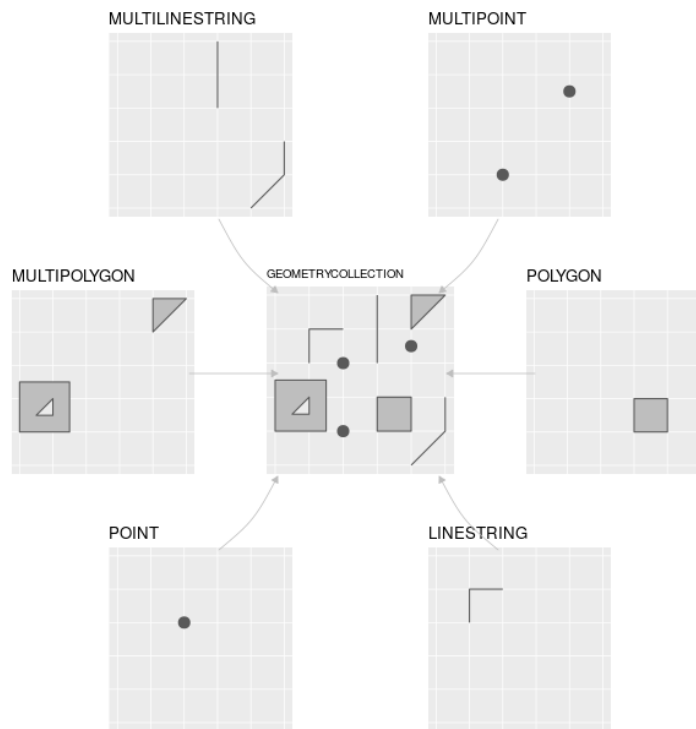 MULTILINESTRING
MULTIPOINT
MULTIPOLYGON
GEOMETRYCOLLECTION
POLYGON
POINT
LINESTRING